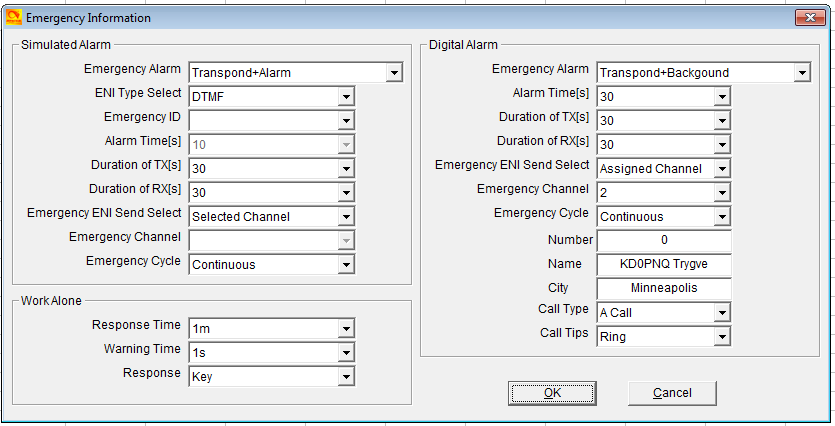 Emergency Information
Simulated Alarm
Emergency Alarm Transpond+Alarm
ENI Type Select DTMF
Emergency ID
Alarm Time[s] 10
Duration of TX[s] 30
Duration of RX[s] 30
Emergency ENI Send Select Selected Channel
Emergency Channel
Emergency Cycle Continuous
Work Alone
Response Time 1m
Warning Time 1s
Response Key
Digital Alarm
Emergency Alarm Transpond+Backgound
Alarm Time[s] 30
Duration of TX[s] 30
Duration of RX[s] 30
Emergency ENI Send Select Assigned Channel
Emergency Channel 2
Emergency Cycle Continuous
Number 0
Name KD0PNQ Trygve
City Minneapolis
Call Type A Call
Call Tips Ring
OK Cancel